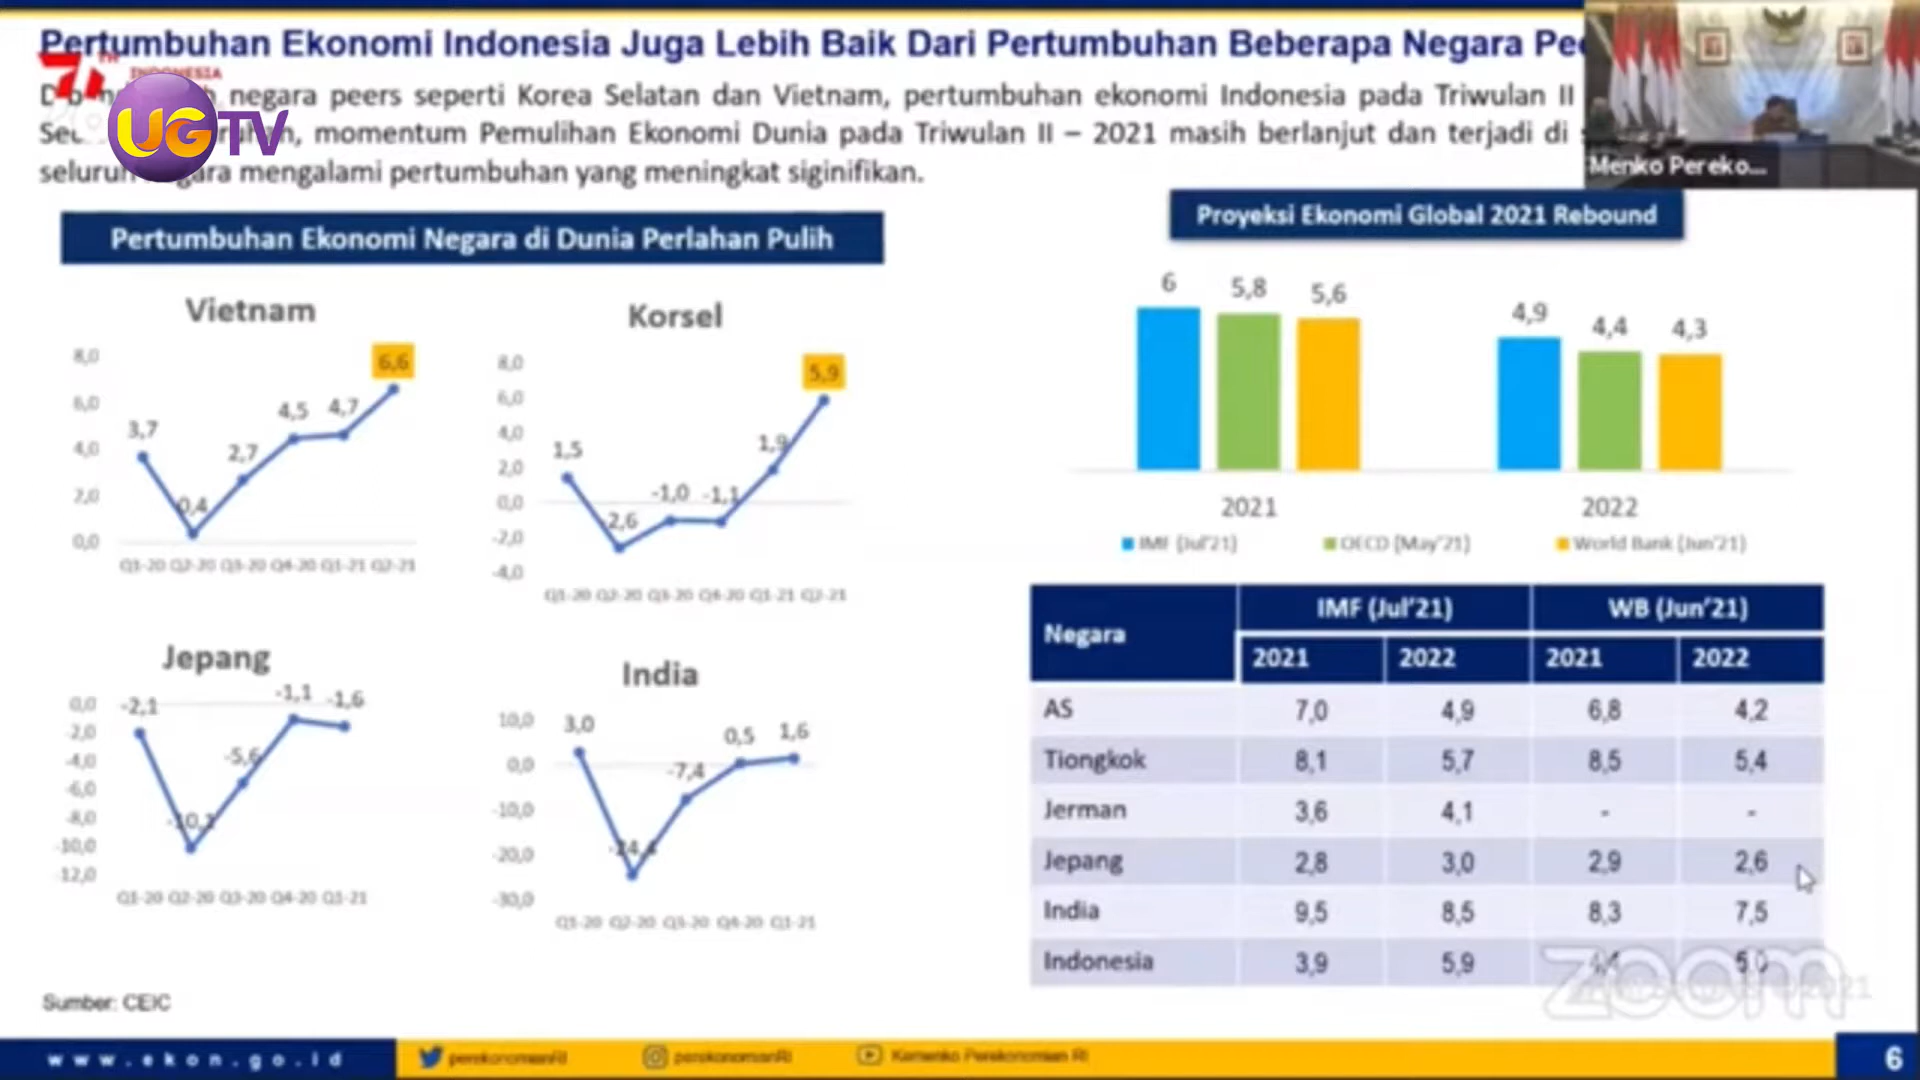 Pertumbuhan Ekonomi Indonesia Juga Lebih Baik Dari Pertumbuhan Beberapa Negara
TH
INDONESIA
UGTV
negara peers seperti Korea Selatan dan Vietnam, pertumbuhan ekonomi Indonesia pada Triwulan II
momentum Pemulihan Ekonomi Dunia pada Triwulan II – 2021 masih berlanjut dan terjadi di
mengalami pertumbuhan yang meningkat siginifikan.
Menko Pereko...
Pertumbuhan Ekonomi Negara di Dunia Perlahan Pulih
Vietnam
8,0
6,0
4,0
2,0
0,0
3,7
0,4
2,7
4,5
4,7
6,6
Q1-20 Q2-20 Q3-20 Q4-20 Q1-21 Q2-21
Korsel
8,0
6,0
4,0
2,0
0,0
-2,0
-4,0
1,5
-2,6
-1,0
-1,1
1,9
5,9
Q1-20 Q2-20 Q3-20 Q4-20 Q1-21 Q2-21
Jepang
0,0
-2,0
-4,0
-6,0
-8,0
-10,0
-12,0
-2,1
-10,1
-5,6
-1,1
-1,6
Q1-20 Q2-20 Q3-20 Q4-20 Q1-21
India
10,0
0,0
-10,0
-20,0
-30,0
3,0
-24,4
-7,4
0,5
1,6
Q1-20 Q2-20 Q3-20 Q4-20 Q1-21
Sumber: CEIC
Proyeksi Ekonomi Global 2021 Rebound
6 5,8 5,6 4,9 4,4 4,3
2021 2022
IMF (Jul'21) OECD (May'21) World Bank (Jun'21)
Negara IMF (Jul'21) WB (Jun'21)
2021 2022 2021 2022
AS 7,0 4,9 6,8 4,2
Tiongkok 8,1 5,7 8,5 5,4
Jerman 3,6 4,1 - -
Jepang 2,8 3,0 2,9 2,6
India 9,5 8,5 8,3 7,5
Indonesia 3,9 5,9 4,4 5,0
zoom
www.ekon.go.id perekonomianRI perekonomianRI Kemenko Perekonomian RI 6